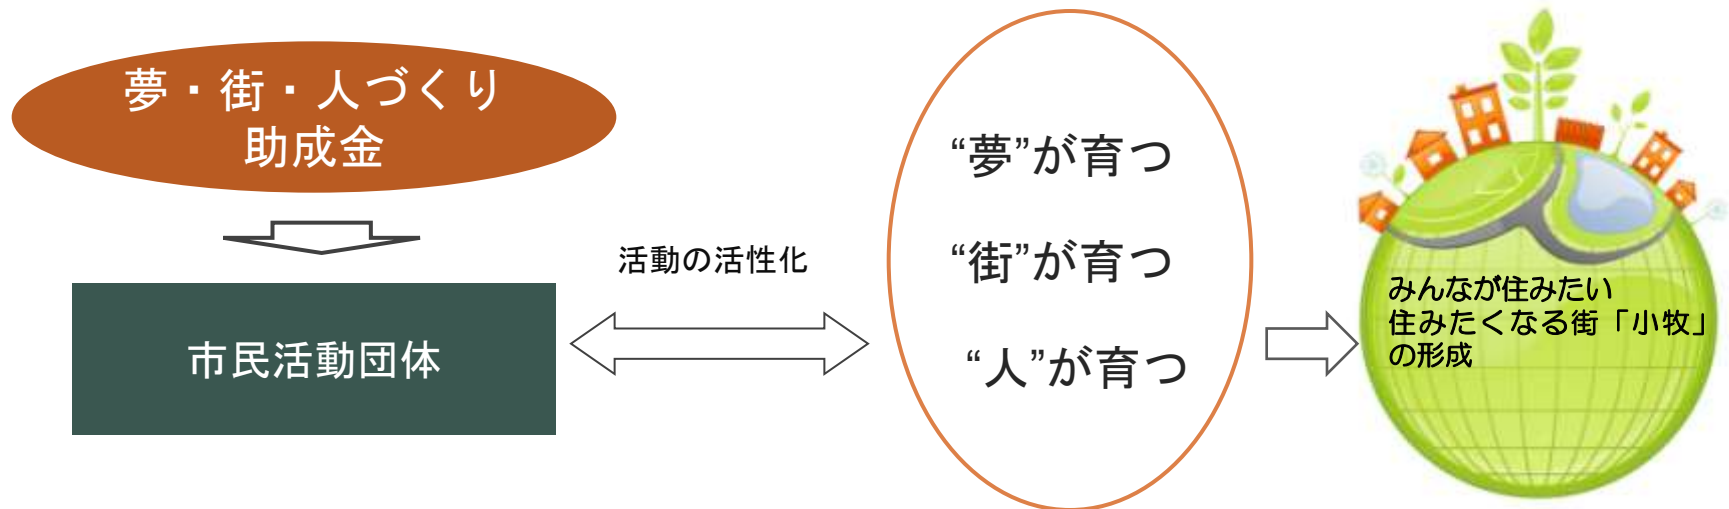 夢・街・人づくり
助成金
市民活動団体
活動の活性化
“夢”が育つ
“街”が育つ
“人”が育つ
みんなが住みたい
住みたくなる街「小牧」
の形成